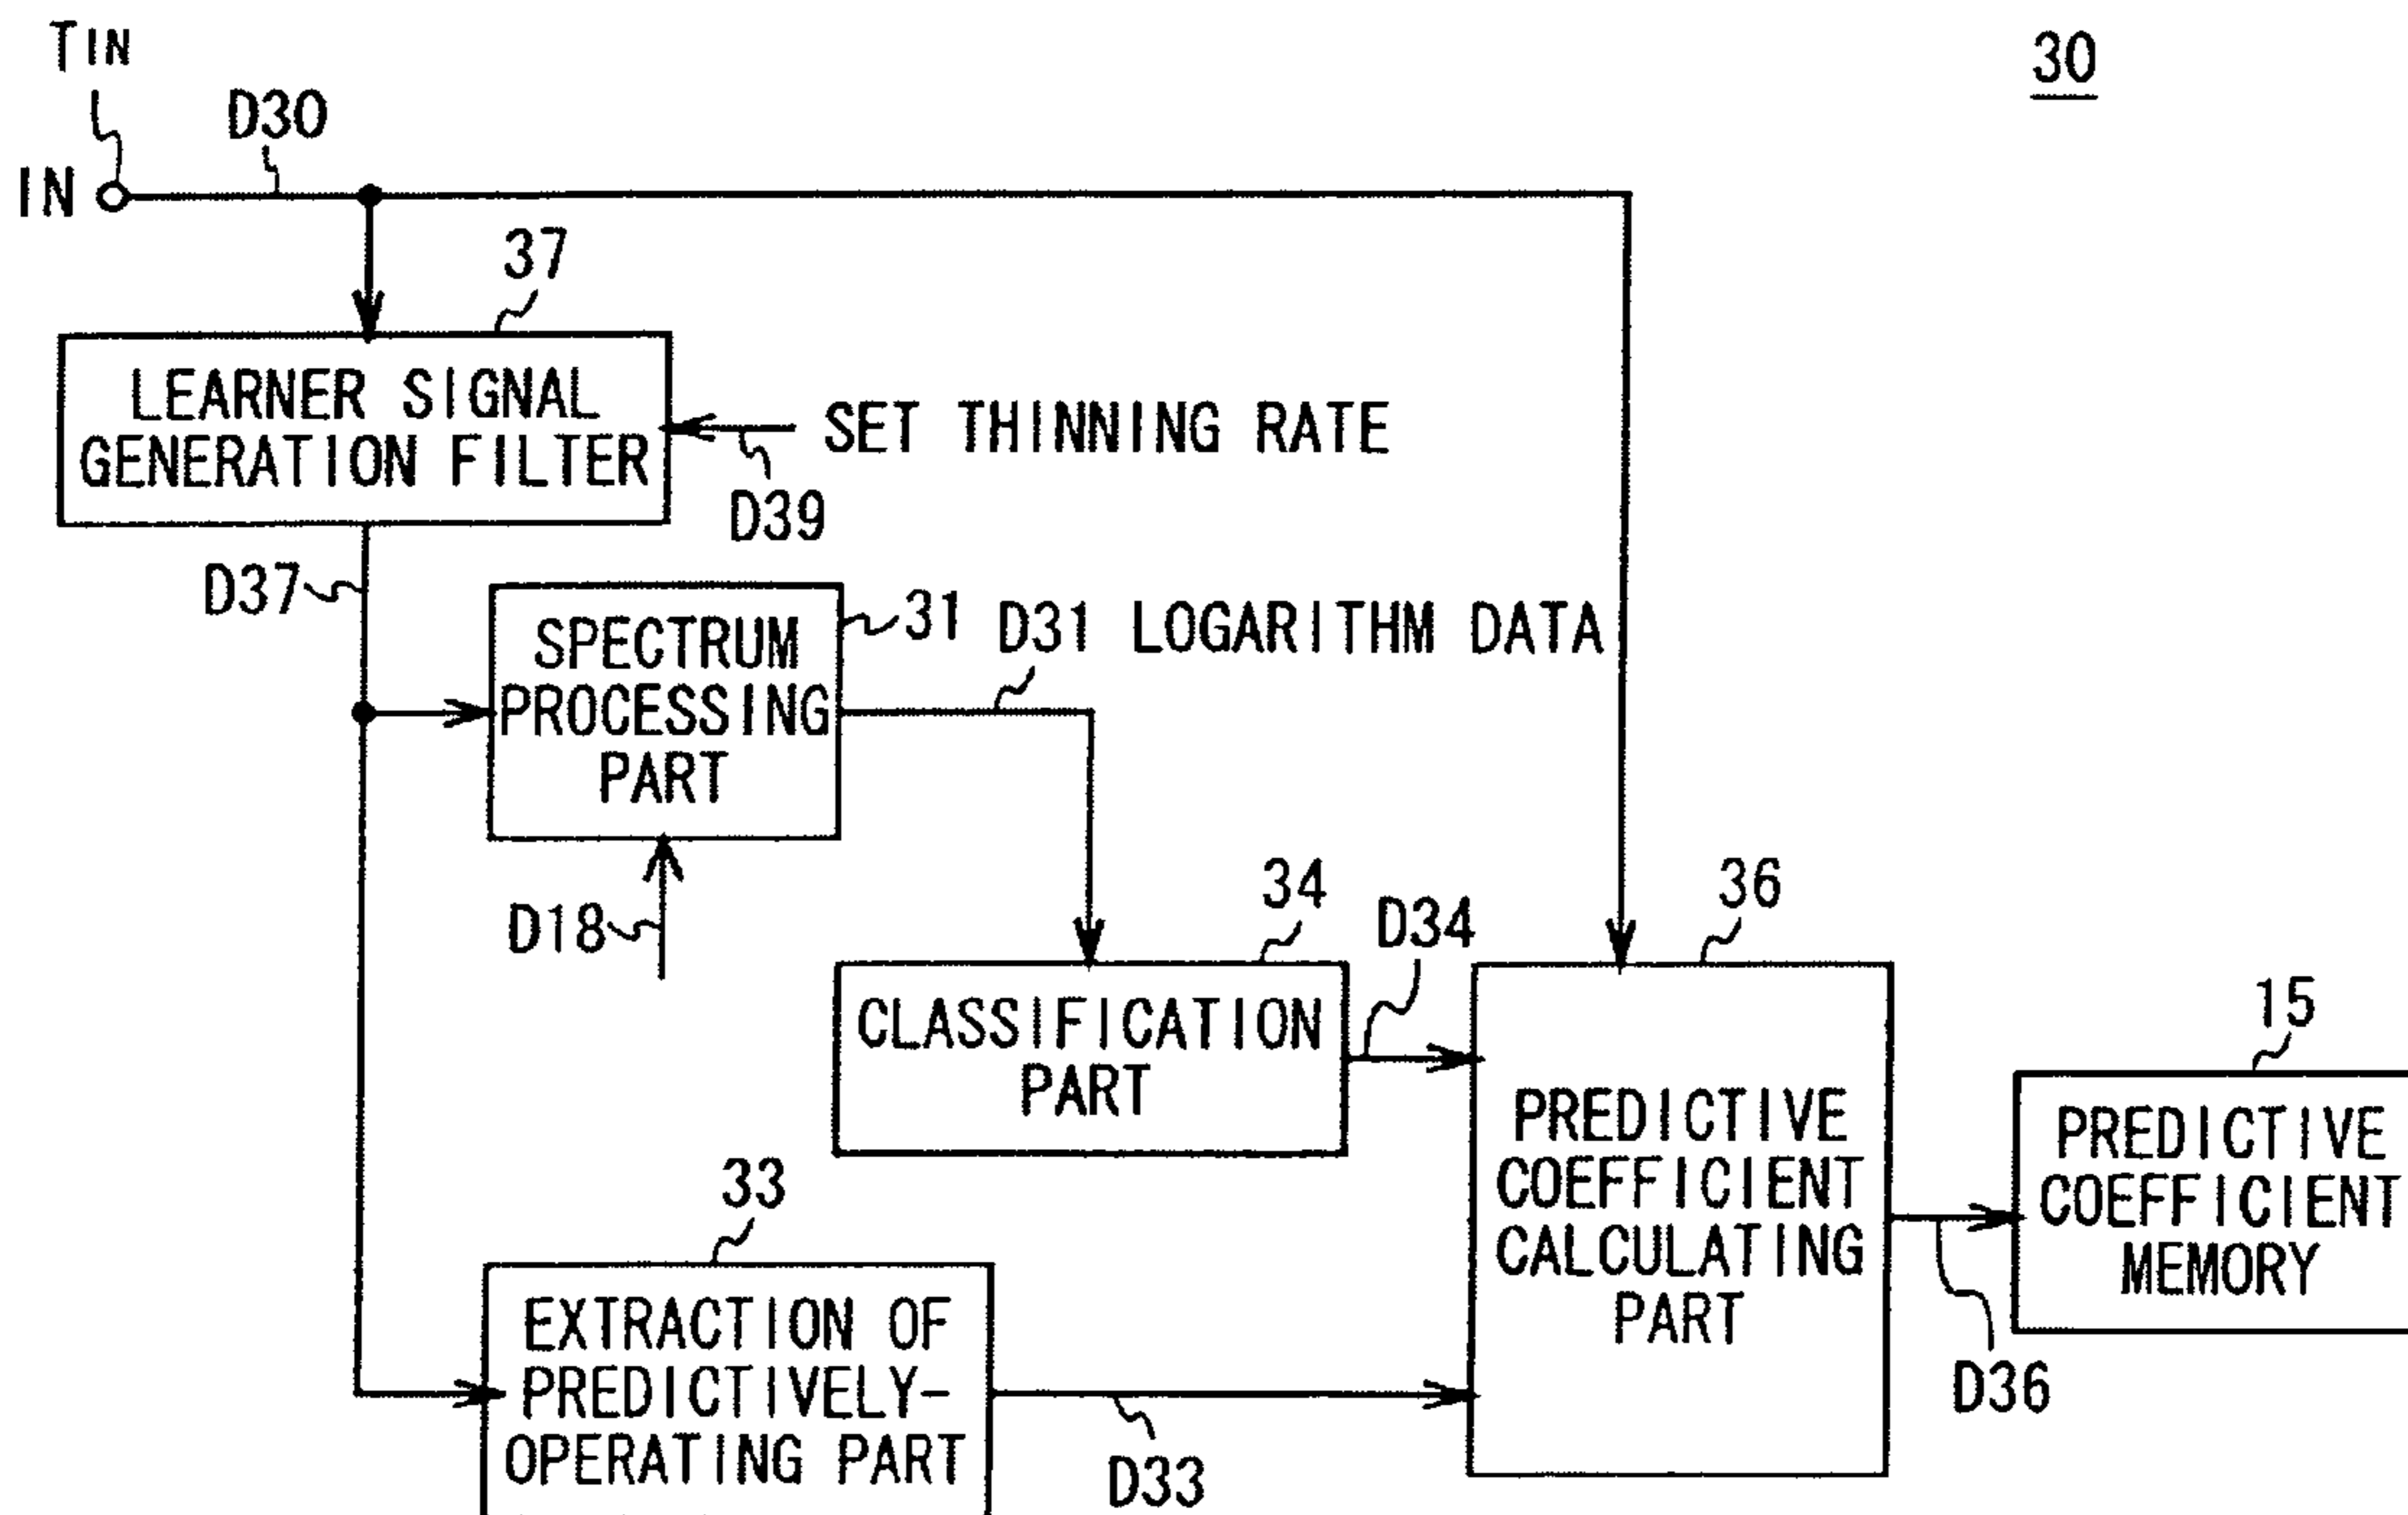 TIN
30
D30
IN
37
LEARNER SIGNAL
GENERATION FILTER
SET THINNING RATE
D39
D37
31
D31 LOGARITHM DATA
SPECTRUM
PROCESSING
PART
D18
34
D34
36
CLASSIFICATION
PART
15
PREDICTIVE
COEFFICIENT
CALCULATING
PART
PREDICTIVE
COEFFICIENT
MEMORY
33
D36
EXTRACTION OF
PREDICTIVELY-
OPERATING PART
D33